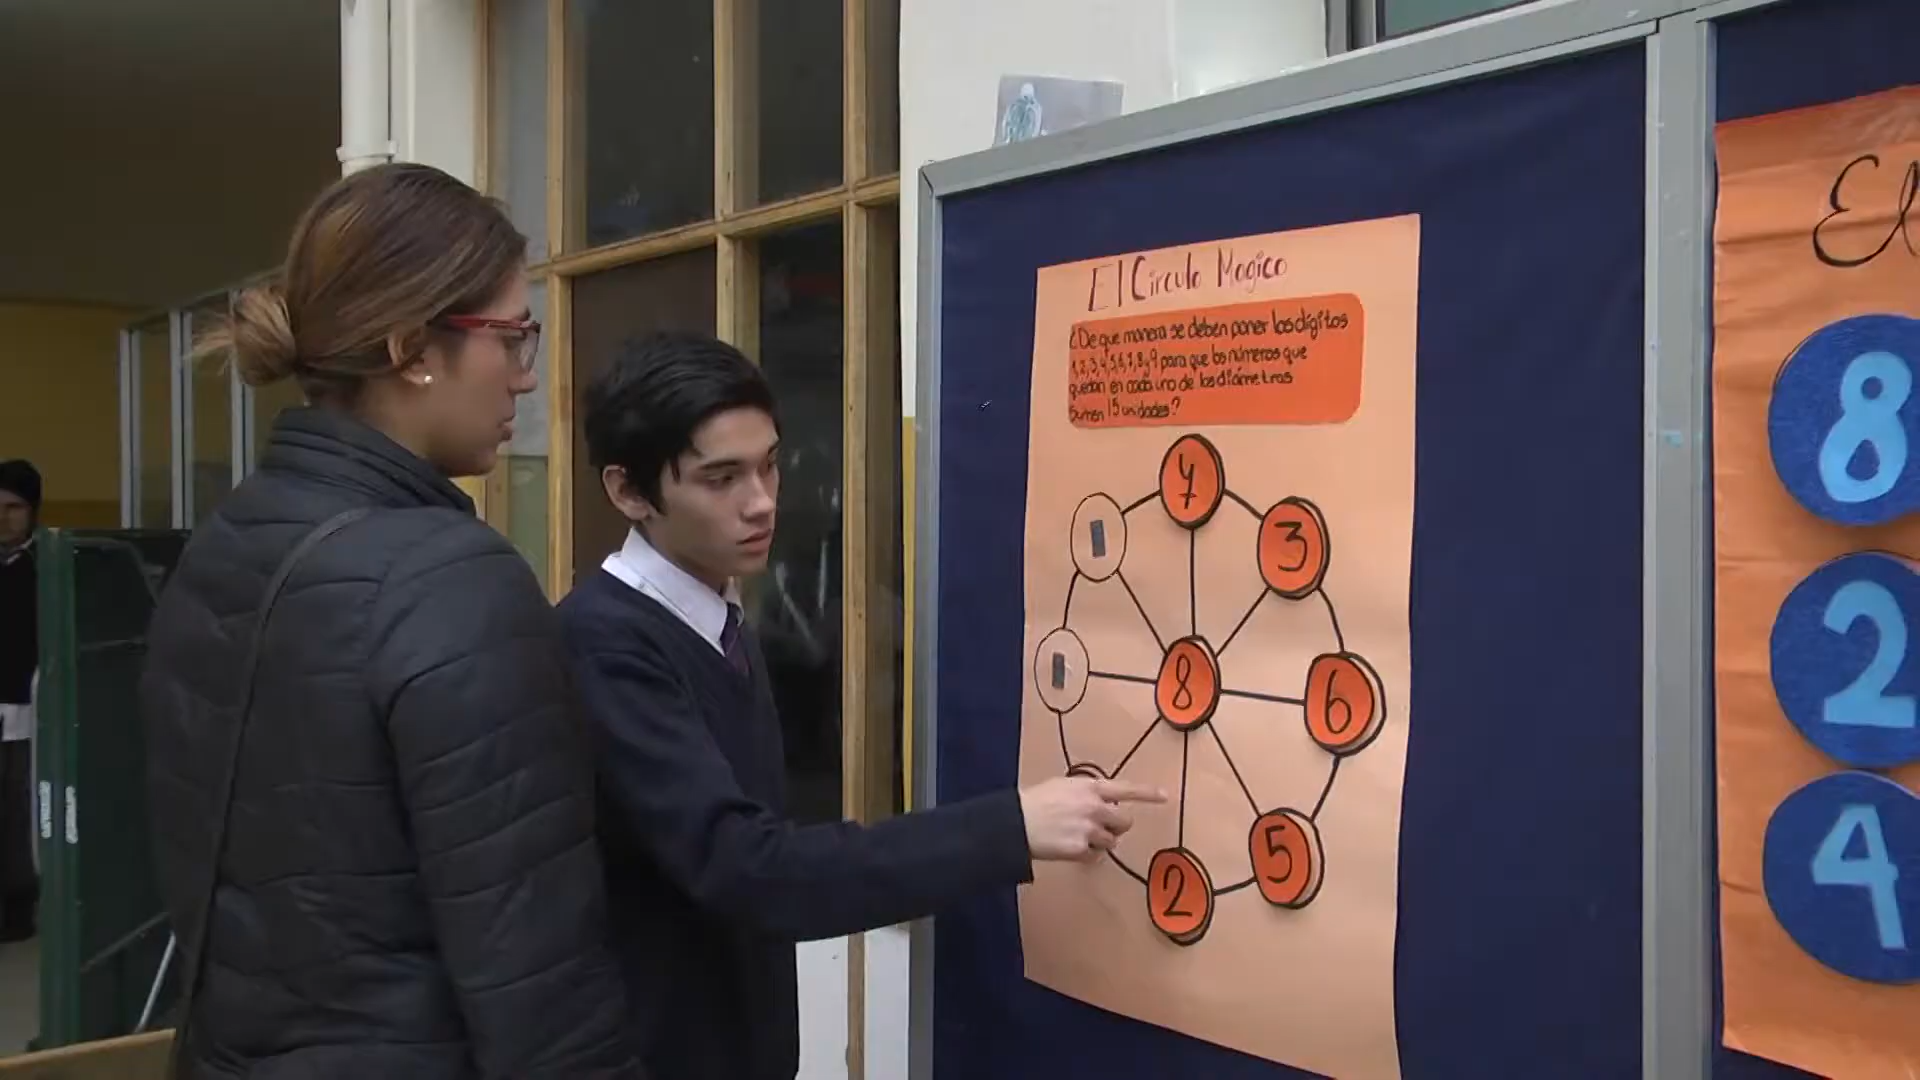 El Circulo Magico
¿De que manera se deben poner los dígitos
1,2,3,4,5,6,7,8 y 9 para que los números que
quedan en cada uno de los diámetros
sumen 15 unidades?
7
3
8
6
5
2
El
8
2
4